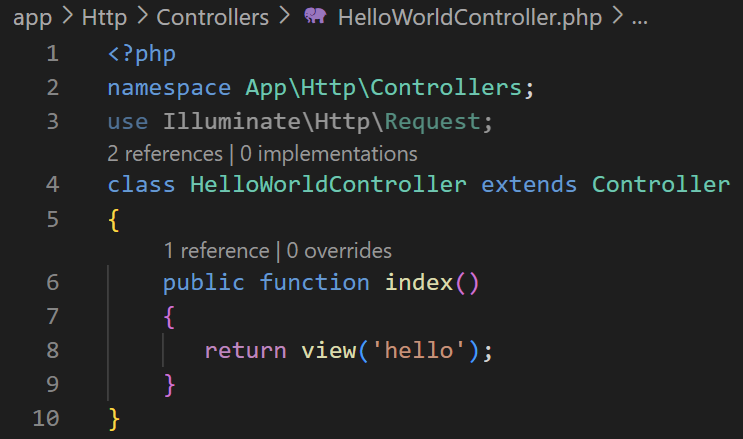 app > Http > Controllers > HelloWorldController.php > ...
1 <?php
2 namespace App\Http\Controllers;
3 use Illuminate\Http\Request;
2 references | 0 implementations
4 class HelloWorldController extends Controller
5 {
1 reference | 0 overrides
6 public function index()
7 {
8 return view('hello');
9 }
10 }